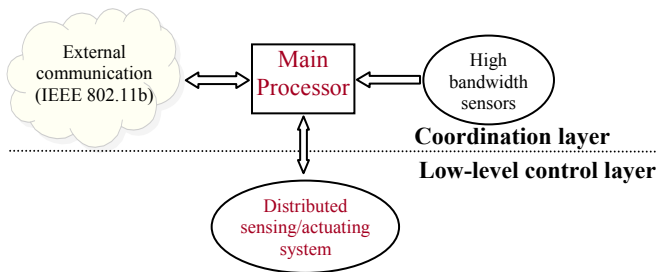 External
communication
(IEEE 802.11b)
Main
Processor
High
bandwidth
sensors
Coordination layer
Low-level control layer
Distributed
sensing/actuating
system